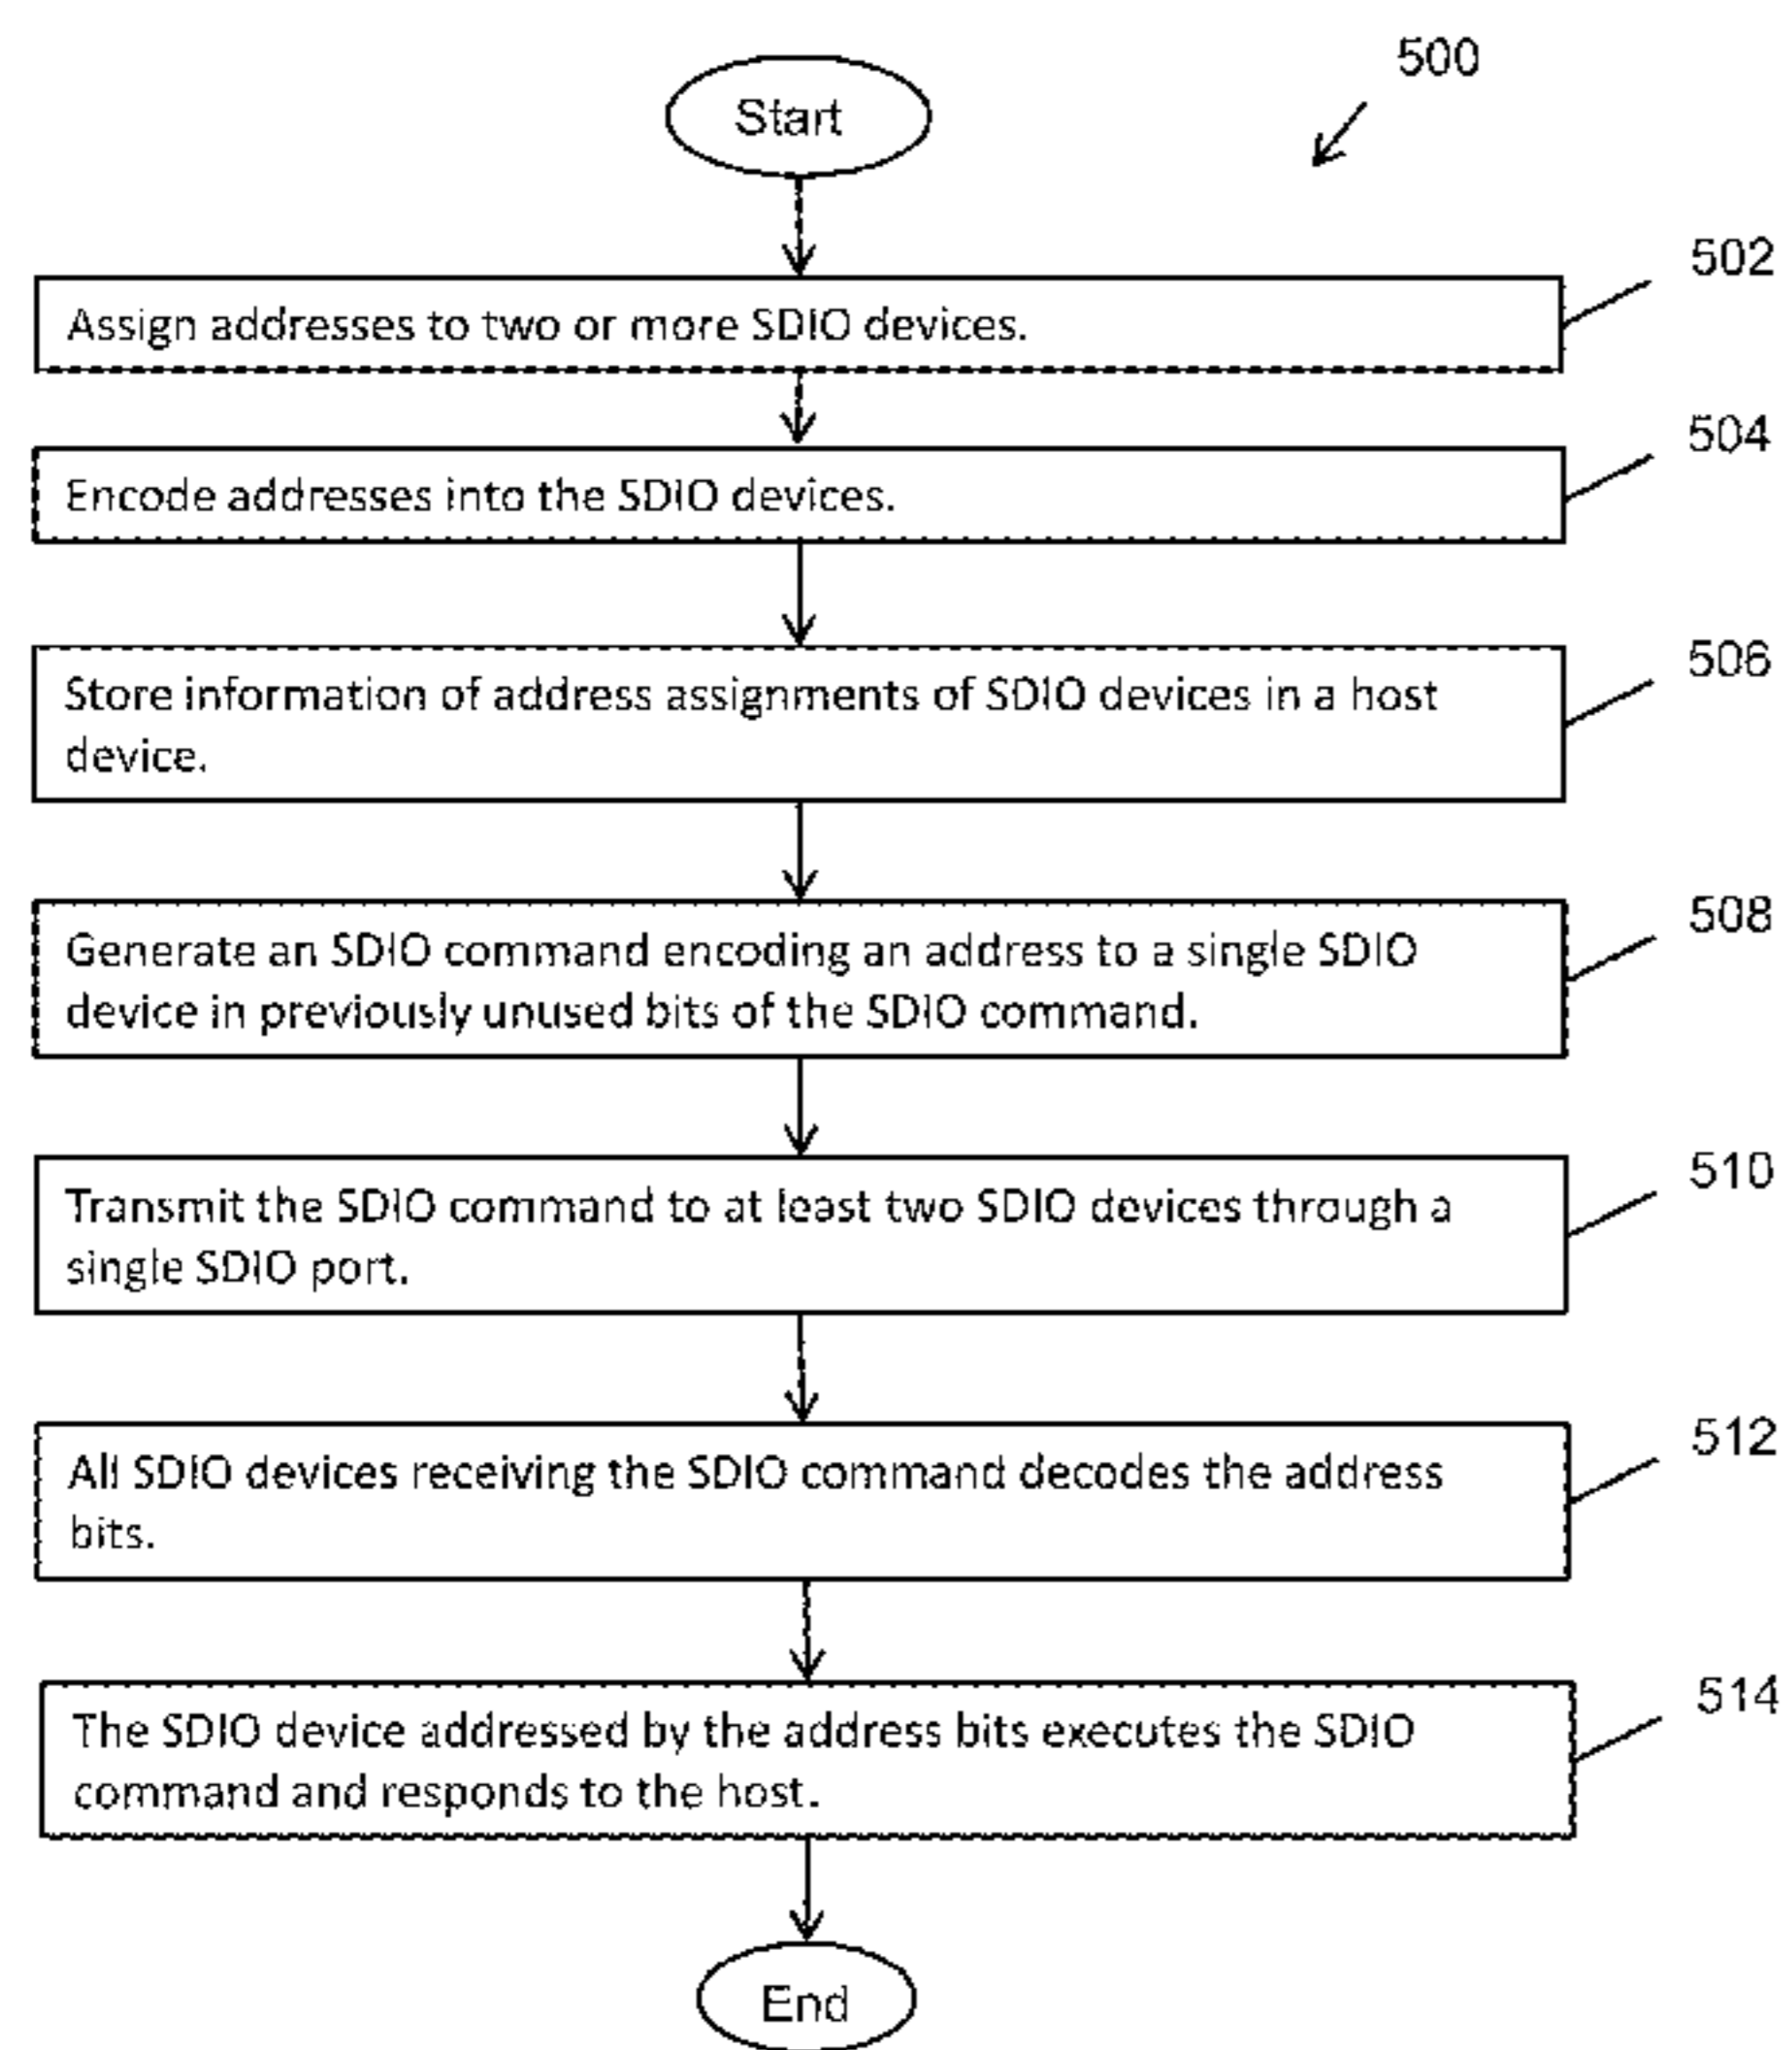 500
Start
502
Assign addresses to two or more SDIO devices.
504
Encode addresses into the SDIO devices.
506
Store information of address assignments of SDIO devices in a host
device.
508
Generate an SDIO command encoding an address to a single SDIO
device in previously unused bits of the SDIO command.
510
Transmit the SDIO command to at least two SDIO devices through a
single SDIO port.
512
All SDIO devices receiving the SDIO command decodes the address
bits.
514
The SDIO device addressed by the address bits executes the SDIO
command and responds to the host.
End